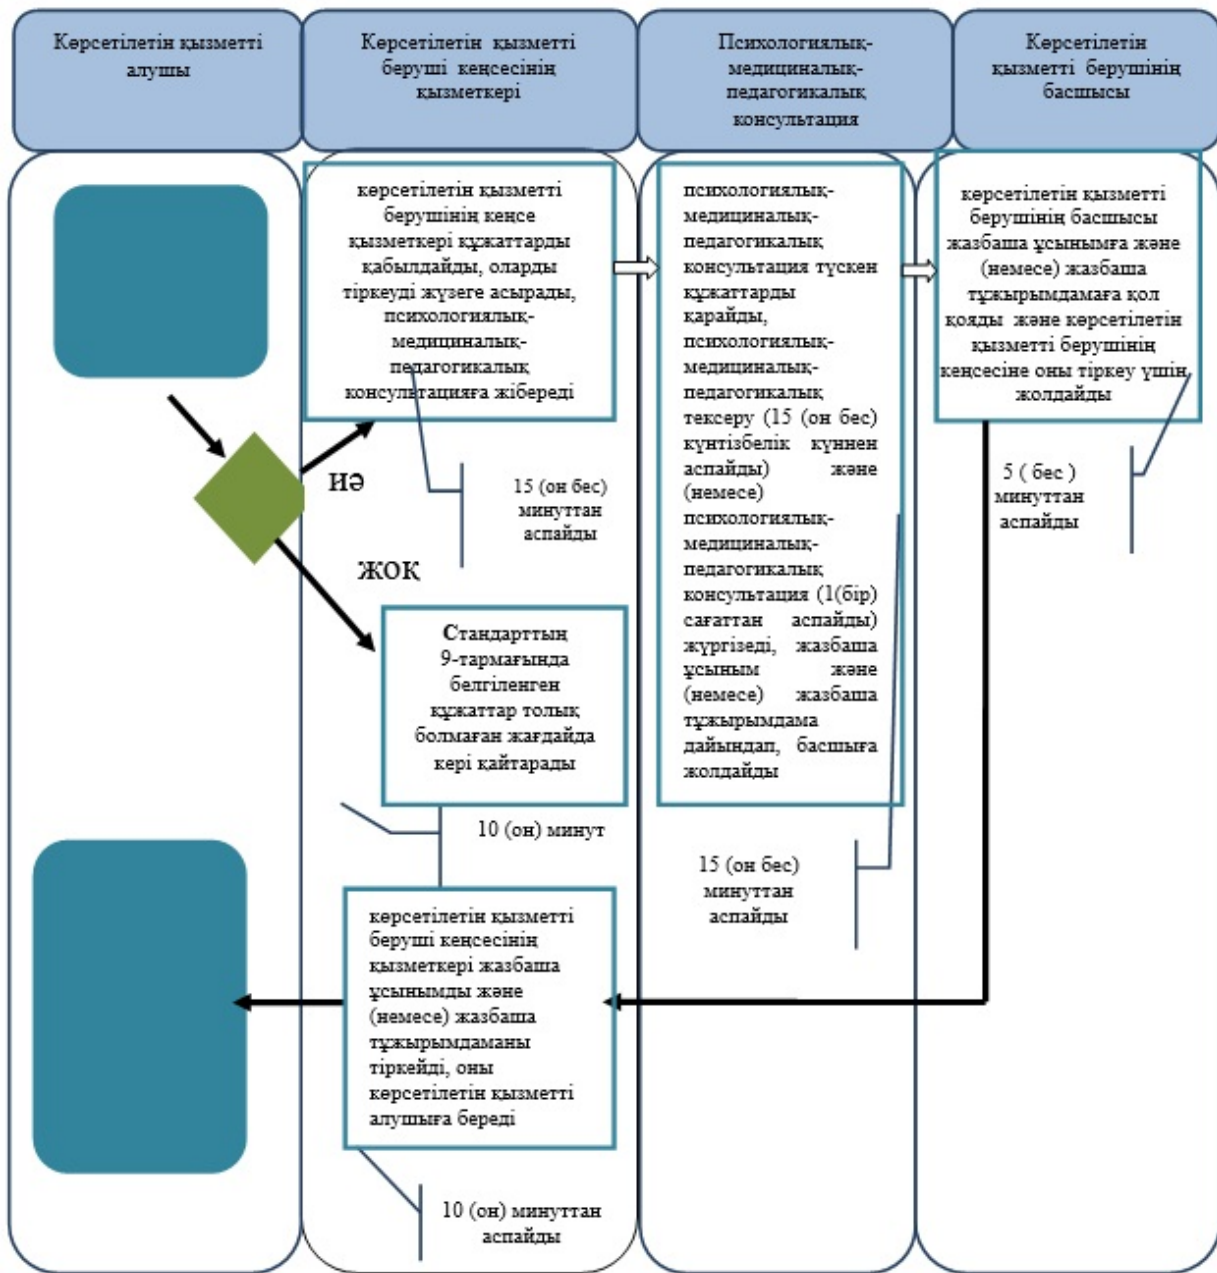 Көрсетілетін қызметті
алушы
Көрсетілетін қызметті
беруші кеңсесінің
қызметкері
Психологиялық-
медициналық-
педагогикалық
консультация
Көрсетілетін
қызметті берушінің
басшысы
көрсетілетін қызметті
берушінің кеңсе
қызметкері құжаттарды
қабылдайды, оларды
тіркеуді жүзеге асырады,
психологиялық-
медициналық-
педагогикалық
консультацияға жібереді
психологиялық-
медициналық-
педагогикалық
консультация түскен
құжаттарды
қарайды,
психологиялық-
медициналық-
педагогикалық
тексеру (15 (он бес)
күнтізбелік күннен
аспайды) және
(немесе)
психологиялық-
медициналық-
педагогикалық
консультация (1(бір)
сағаттан аспайды)
жүргізеді, жазбаша
ұсыным және
(немесе) жазбаша
тұжырымдама
дайындап, басшыға
жолдайды
көрсетілетін қызметті
берушінің басшысы
жазбаша ұсынымға және
(немесе) жазбаша
тұжырымдамаға қол
қояды және көрсетілетін
қызметті берушінің
кеңсесіне оны тіркеу үшін
жолдайды
иә
15 (он бес)
минуттан
аспайды
5 ( бес )
минуттан
аспайды
жоқ
Стандарттың
9-тармағында
белгіленген
құжаттар толық
болмаған жағдайда
кері қайтарады
10 (он) минут
15 (он бес)
минуттан
аспайды
көрсетілетін қызметті
беруші кеңсесінің
қызметкері жазбаша
ұсынымды және
(немесе) жазбаша
тұжырымдаманы
тіркейді, оны
көрсетілетін қызметті
алушыға береді
10 (он) минуттан
аспайды